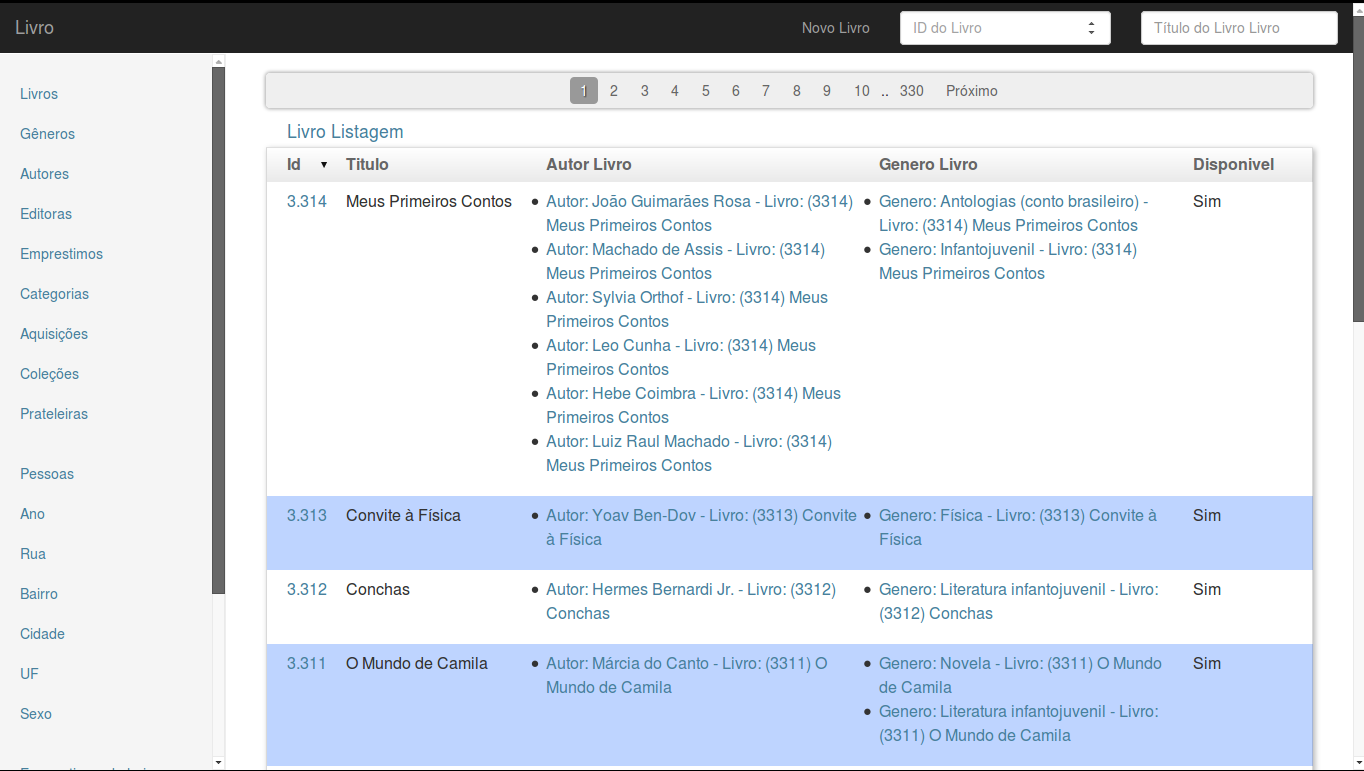 Livro
Novo Livro
ID do Livro
Título do Livro Livro
Livros
Gêneros
Autores
Editoras
Emprestimos
Categorias
Aquisições
Coleções
Prateleiras
Pessoas
Ano
Rua
Bairro
Cidade
UF
Sexo
1 2 3 4 5 6 7 8 9 10 .. 330 Próximo
Livro Listagem
Id ▼ Titulo Autor Livro Genero Livro Disponivel
3.314 Meus Primeiros Contos
• Autor: João Guimarães Rosa - Livro: (3314)
Meus Primeiros Contos
• Autor: Machado de Assis - Livro: (3314)
Meus Primeiros Contos
• Autor: Sylvia Orthof - Livro: (3314) Meus
Primeiros Contos
• Autor: Leo Cunha - Livro: (3314) Meus
Primeiros Contos
• Autor: Hebe Coimbra - Livro: (3314) Meus
Primeiros Contos
• Autor: Luiz Raul Machado - Livro: (3314)
Meus Primeiros Contos
• Genero: Antologias (conto brasileiro) -
Livro: (3314) Meus Primeiros Contos
• Genero: Infantojuvenil - Livro: (3314)
Meus Primeiros Contos
Sim
3.313 Convite à Física
• Autor: Yoav Ben-Dov - Livro: (3313) Convite
à Física
• Genero: Física - Livro: (3313) Convite à
Física
Sim
3.312 Conchas
• Autor: Hermes Bernardi Jr. - Livro: (3312)
Conchas
• Genero: Literatura infantojuvenil - Livro:
(3312) Conchas
Sim
3.311 O Mundo de Camila
• Autor: Márcia do Canto - Livro: (3311) O
Mundo de Camila
• Genero: Novela - Livro: (3311) O Mundo
de Camila
• Genero: Literatura infantojuvenil - Livro:
(3311) O Mundo de Camila
Sim